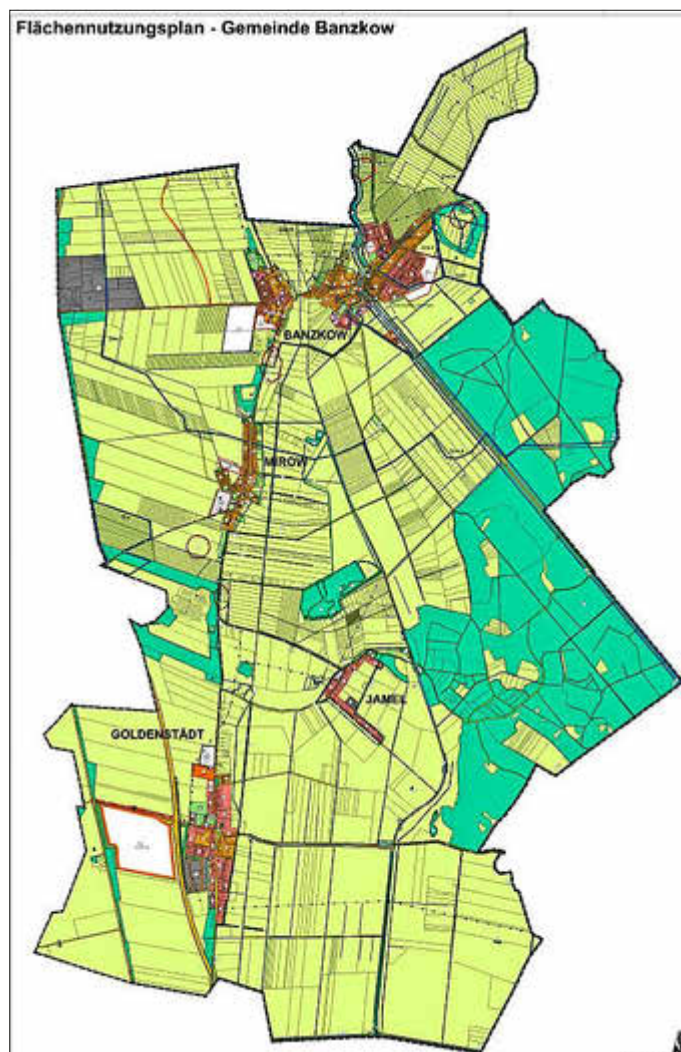 Flächennutzungsplan - Gemeinde Banzkow
BANZKOW
MIROW
JAMEL
GOLDENSTÄDT